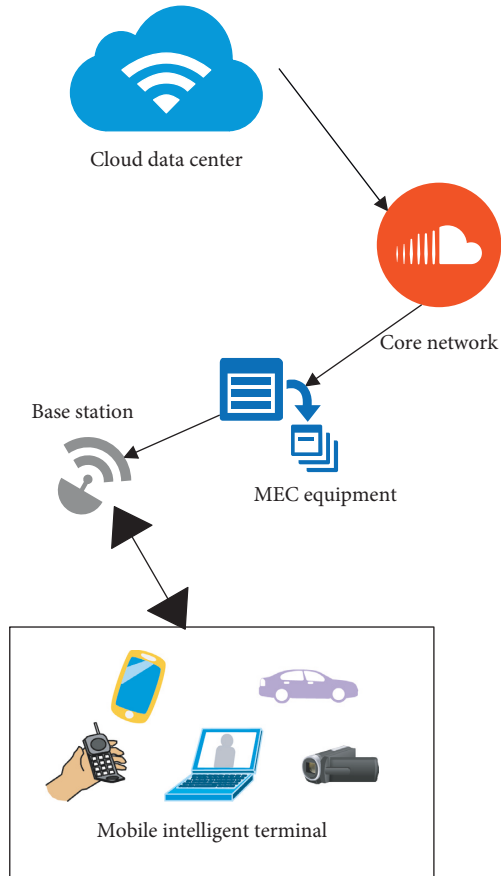 Cloud data center
Core network
Base station
MEC equipment
Mobile intelligent terminal